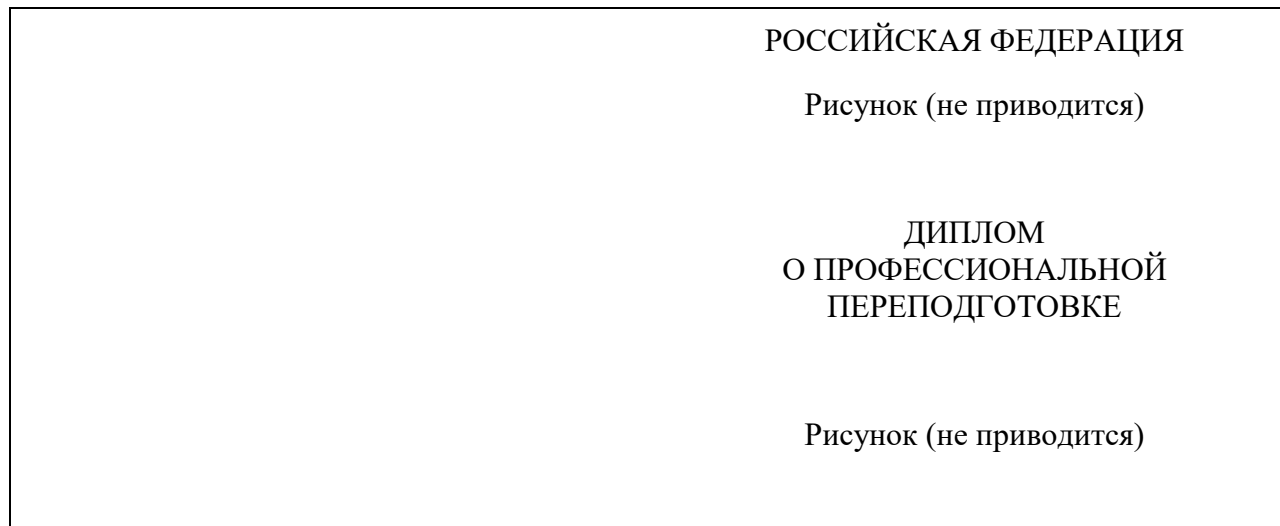 РОССИЙСКАЯ ФЕДЕРАЦИЯ
Рисунок (не приводится)
ДИПЛОМ
О ПРОФЕССИОНАЛЬНОЙ
ПЕРЕПОДГОТОВКЕ
Рисунок (не приводится)